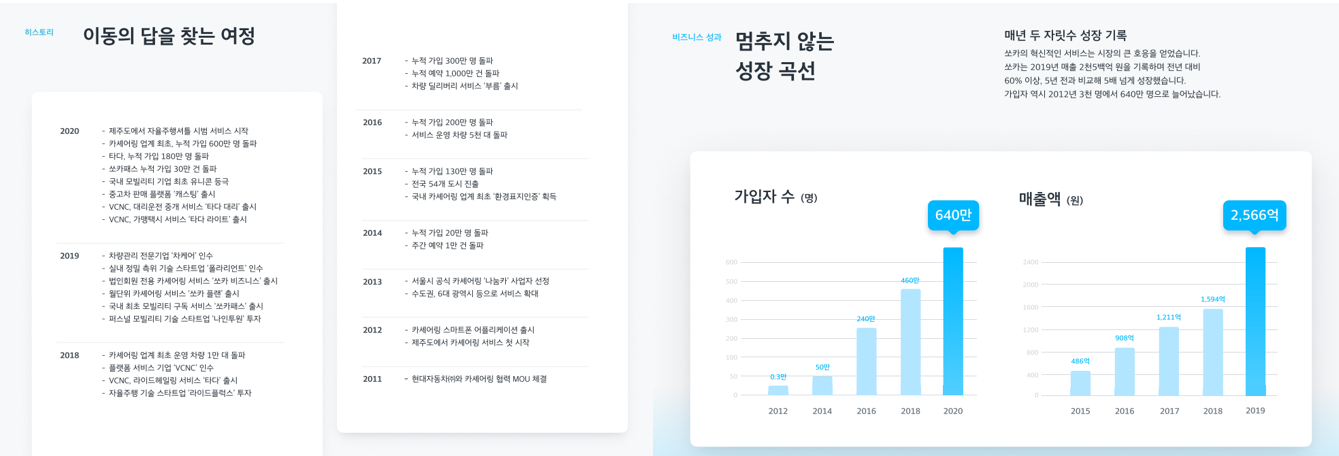 히스토리
이동의 답을 찾는 여정
2020
- 제주도에서 자율주행셔틀 시범 서비스 시작
- 카셰어링 업계 최초, 누적 가입 600만 명 돌파
- 타다, 누적 가입 180만 명 돌파
- 쏘카패스 누적 가입 30만 건 돌파
- 국내 모빌리티 기업 최초 유니콘 등극
- 중고차 판매 플랫폼 '캐스팅' 출시
- VCNC, 대리운전 중개 서비스 '타다 대리' 출시
- VCNC, 가맹택시 서비스 '타다 라이트' 출시
2019
- 차량관리 전문기업 '차케어' 인수
- 실내 정밀 측위 기술 스타트업 '폴라리언트' 인수
- 법인회원 전용 카셰어링 서비스 '쏘카 비즈니스' 출시
- 월단위 카셰어링 서비스 '쏘카 플랜' 출시
- 국내 최초 모빌리티 구독 서비스 '쏘카패스' 출시
- 퍼스널 모빌리티 기술 스타트업 '나인투원' 투자
2018
- 카셰어링 업계 최초 운영 차량 1만 대 돌파
- 플랫폼 서비스 기업 'VCNC' 인수
- VCNC, 라이드헤일링 서비스 '타다' 출시
- 자율주행 기술 스타트업 '라이드플럭스' 투자
2017
- 누적 가입 300만 명 돌파
- 누적 예약 1,000만 건 돌파
- 차량 딜리버리 서비스 '부름' 출시
2016
- 누적 가입 200만 명 돌파
- 서비스 운영 차량 5천 대 돌파
2015
- 누적 가입 130만 명 돌파
- 전국 54개 도시 진출
- 국내 카셰어링 업계 최초 '환경표지인증' 획득
2014
- 누적 가입 20만 명 돌파
- 주간 예약 1만 건 돌파
2013
- 서울시 공식 카셰어링 '나눔카' 사업자 선정
- 수도권, 6대 광역시 등으로 서비스 확대
2012
- 카셰어링 스마트폰 어플리케이션 출시
- 제주도에서 카셰어링 서비스 첫 시작
2011
- 현대자동차㈜와 카셰어링 협력 MOU 체결
비즈니스 성과
멈추지 않는
성장 곡선
매년 두 자릿수 성장 기록
쏘카의 혁신적인 서비스는 시장의 큰 호응을 얻었습니다.
쏘카는 2019년 매출 2천5백억 원을 기록하며 전년 대비
60% 이상, 5년 전과 비교해 5배 넘게 성장했습니다.
가입자 역시 2012년 3천 명에서 640만 명으로 늘어났습니다.
가입자 수 (명)
640만
600
400
300
200
100
50
0
0.3만
50만
240만
460만
2012
2014
2016
2018
2020
매출액 (원)
2,566억
2400
2000
1600
1200
800
400
0
486억
908억
1,211억
1,594억
2015
2016
2017
2018
2019